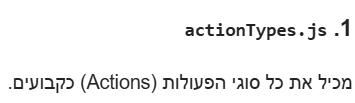 1. actionTypes.js
מכיל את כל סוגי הפעולות (Actions) כקבועים.